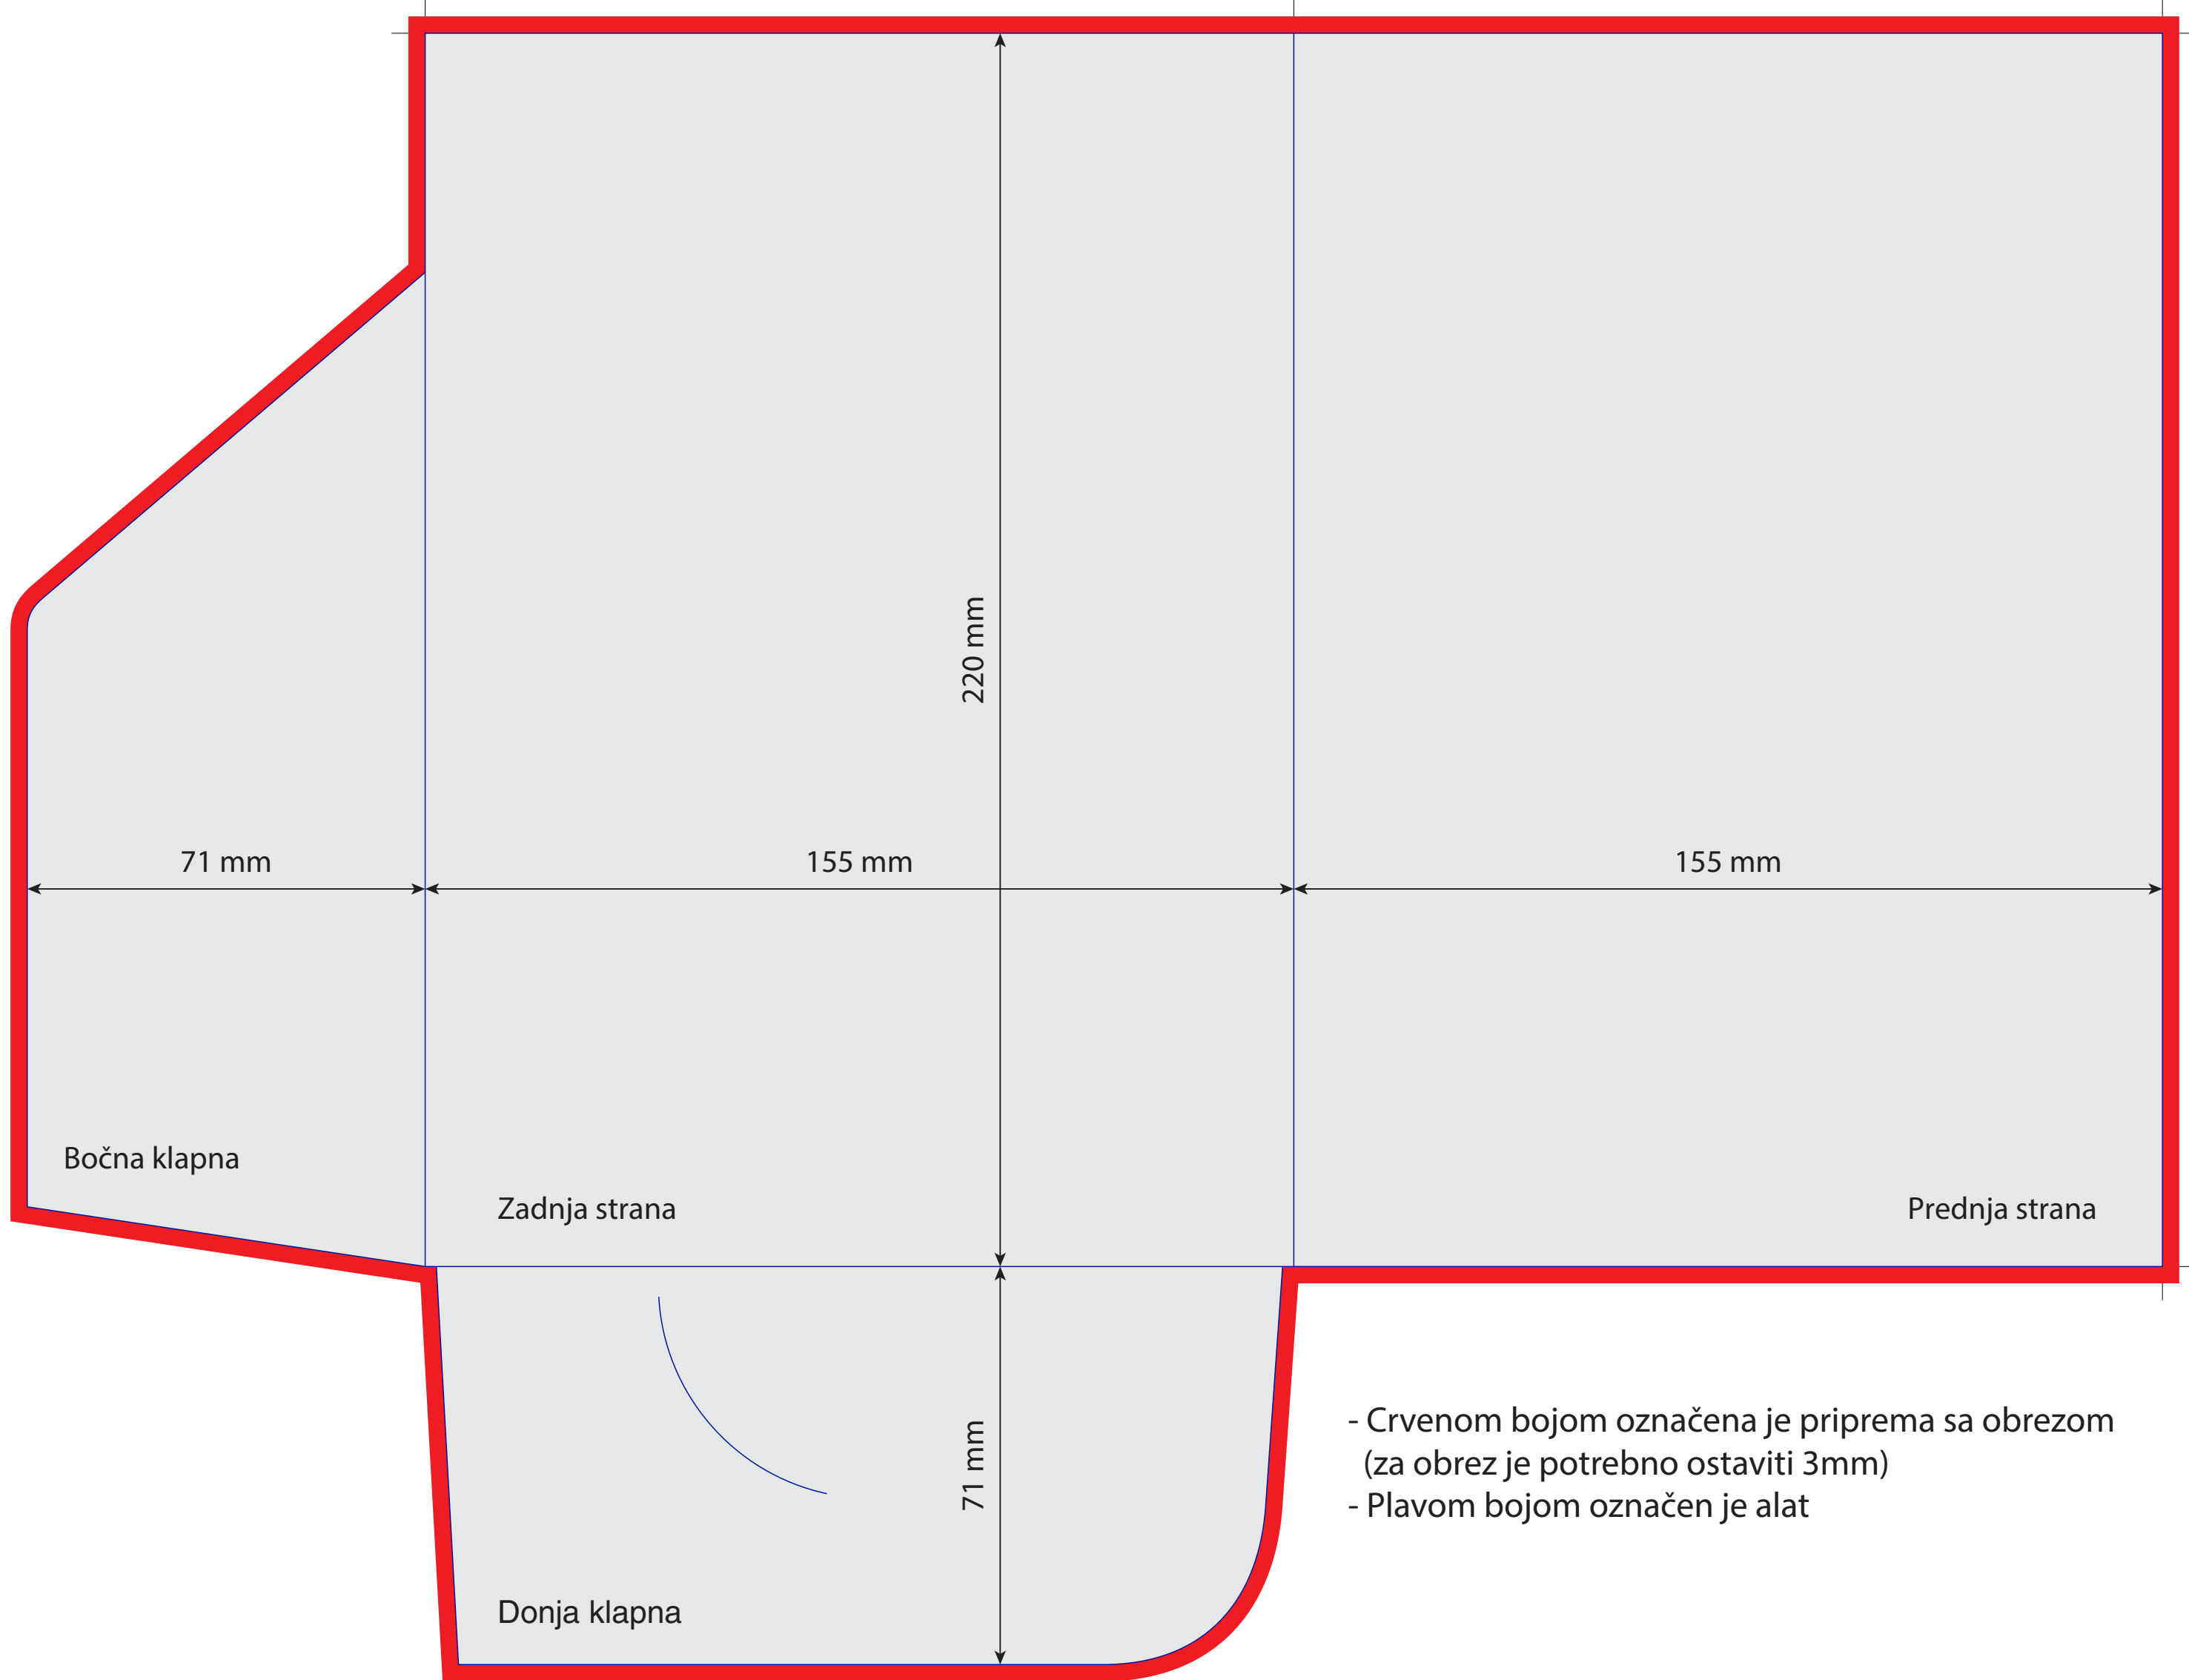 220 mm
71 mm
155 mm
155 mm
Bočna klapna
Zadnja strana
Prednja strana
71 mm
- Crvenom bojom označena je priprema sa obrezom
(za obrez je potrebno ostaviti 3mm)
- Plavom bojom označen je alat
Donja klapna